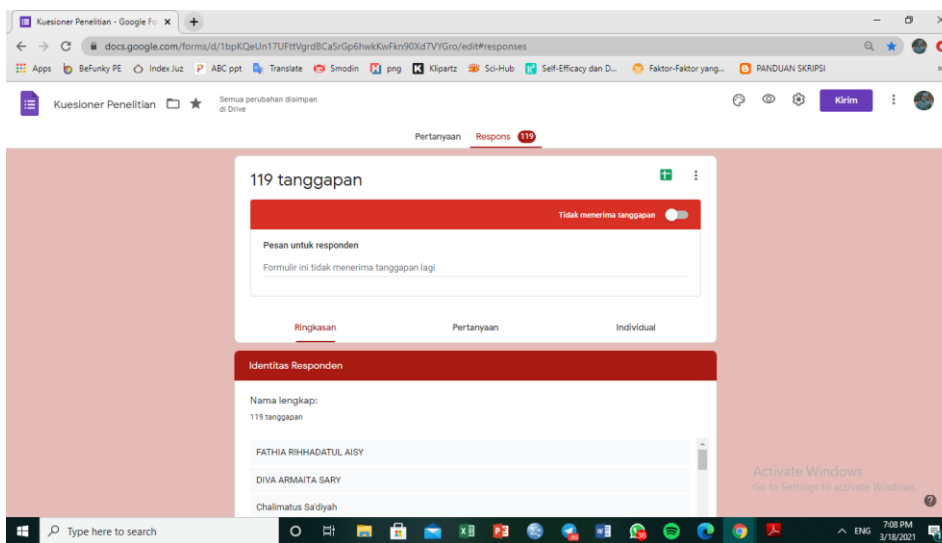 Kuesioner Penelitian - Google Fo
docs.google.com/forms/d/1bpKQeUn17UFttVgrdBCaSrGp6hwkKwFkn90Xd7VYGro/edit#responses
Apps BeFunky PE Index Juz ABC ppt Translate Smodin png Klipartz Sci-Hub Self-Efficacy dan D... Faktor-Faktor yang... PANDUAN SKRIPSI
Kuesioner Penelitian
Semua perubahan disimpan
di Drive
Kirim
Pertanyaan Respons 119
119 tanggapan
Tidak menerima tanggapan
Pesan untuk responden
Formulir ini tidak menerima tanggapan lagi
Ringkasan Pertanyaan Individual
Identitas Responden
Nama lengkap:
119 tanggapan
FATHIA RIHHADATUL AISY
DIVA ARMAITA SARY
Chalimatus Sa'diyah
Activate Windows
Go to Settings to activate Windows.
Type here to search
ENG
7:08 PM
3/18/2021